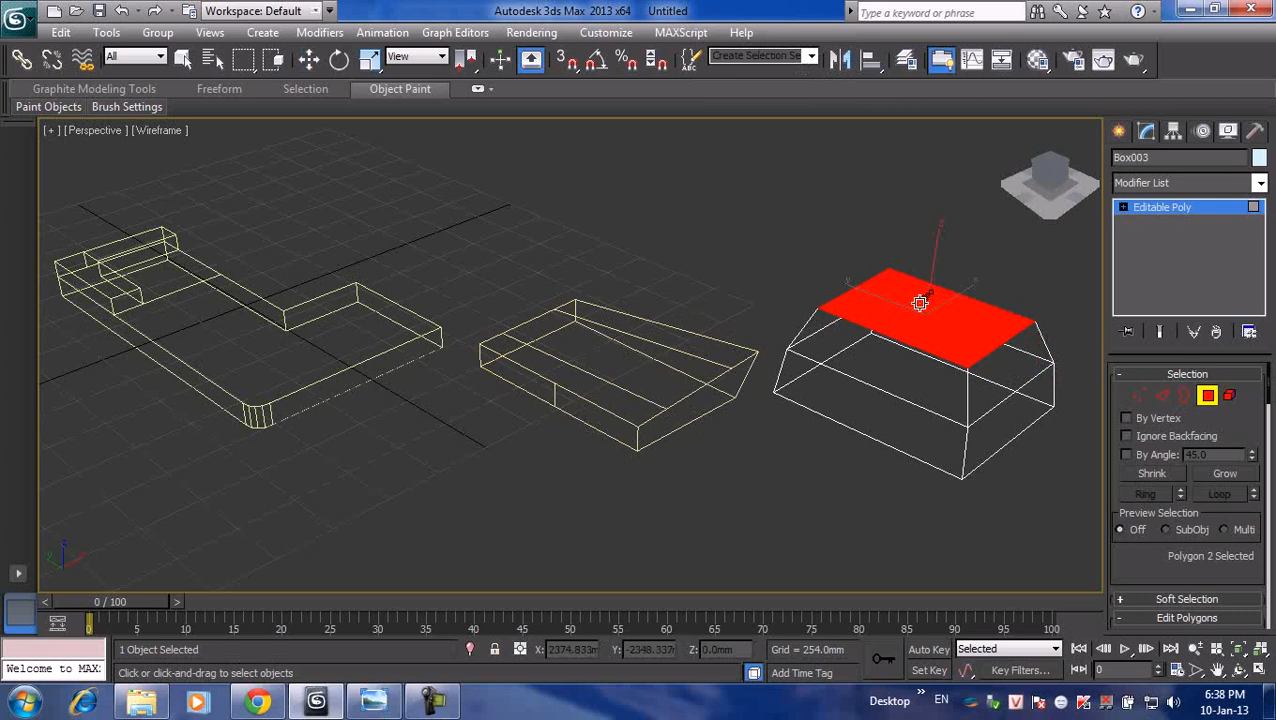 Workspace: Default
Autodesk 3ds Max 2013 x64
Untitled
Type a keyword or phrase
Edit
Tools
Group
Views
Create
Modifiers
Animation
Graph Editors
Rendering
Customize
MAXScript
Help
All
View
Create Selection Se
Graphite Modeling Tools
Freeform
Selection
Object Paint
Paint Objects
Brush Settings
[ + ] [Perspective ] [Wireframe ]
Box003
Modifier List
Editable Poly
- Selection
By Vertex
Ignore Backfacing
By Angle: 45.0
Shrink
Grow
Ring
Loop
Preview Selection
Off
SubObj
Multi
Polygon 2 Selected
+ Soft Selection
Edit Polygons
< 0 / 100 >
0 5 10 15 20 25 30 35 40 45 50 55 60 65 70 75 80 85 90 95 100
1 Object Selected
X: 2374.833m
Y: -2348.337m
Z: 0.0mm
Grid = 254.0mm
Auto Key
Selected
Welcome to MAX
Click or click-and-drag to select objects
Add Time Tag
Set Key
Key Filters...
0
Desktop
EN
6:38 PM
10-Jan-13